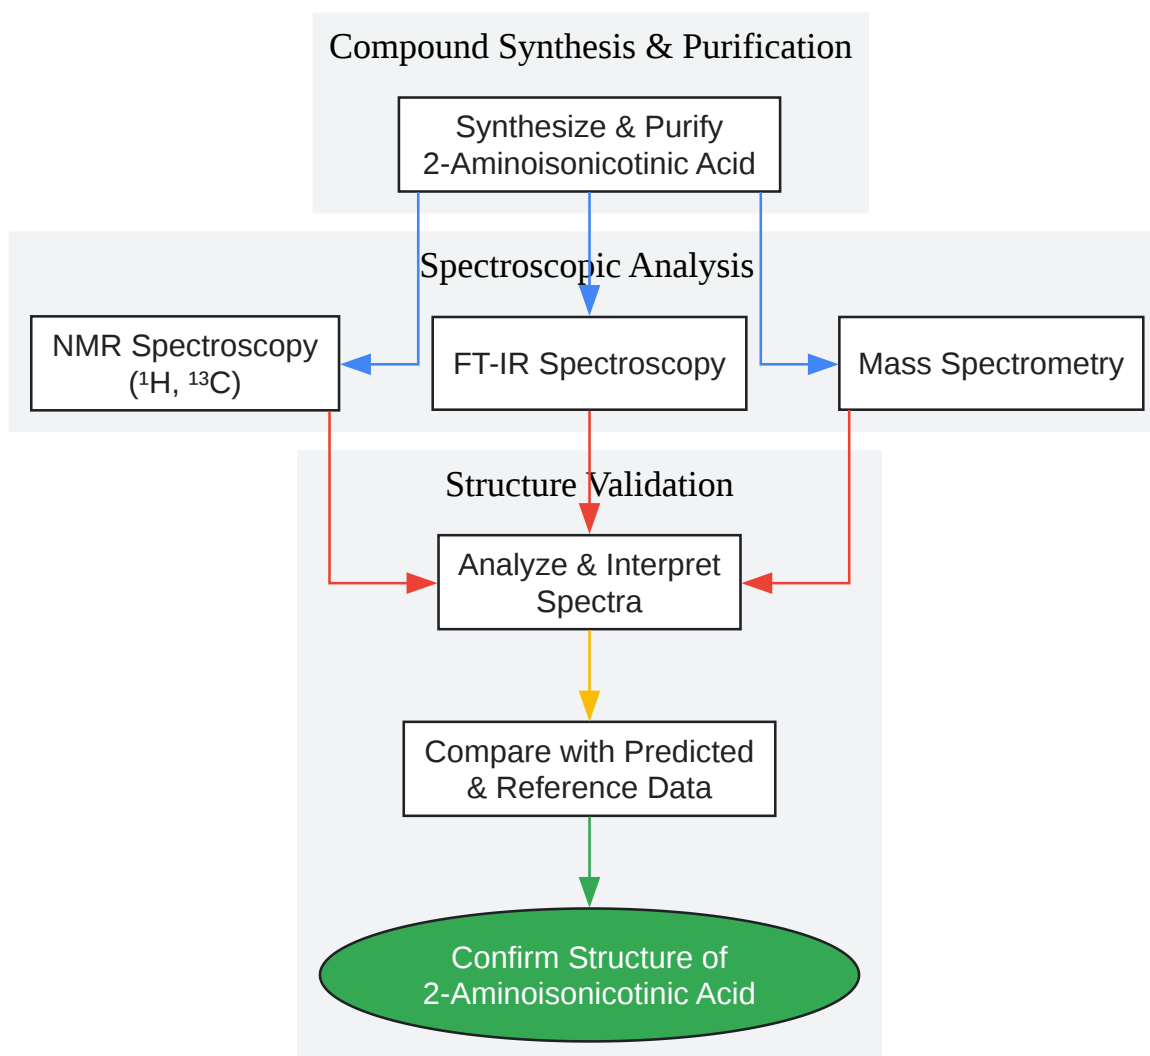 Compound Synthesis & Purification
Synthesize & Purify
2-Aminoisonicotinic Acid
Spectroscopic Analysis
NMR Spectroscopy
(¹H, ¹³C)
FT-IR Spectroscopy
Mass Spectrometry
Structure Validation
Analyze & Interpret
Spectra
Compare with Predicted
& Reference Data
Confirm Structure of
2-Aminoisonicotinic Acid